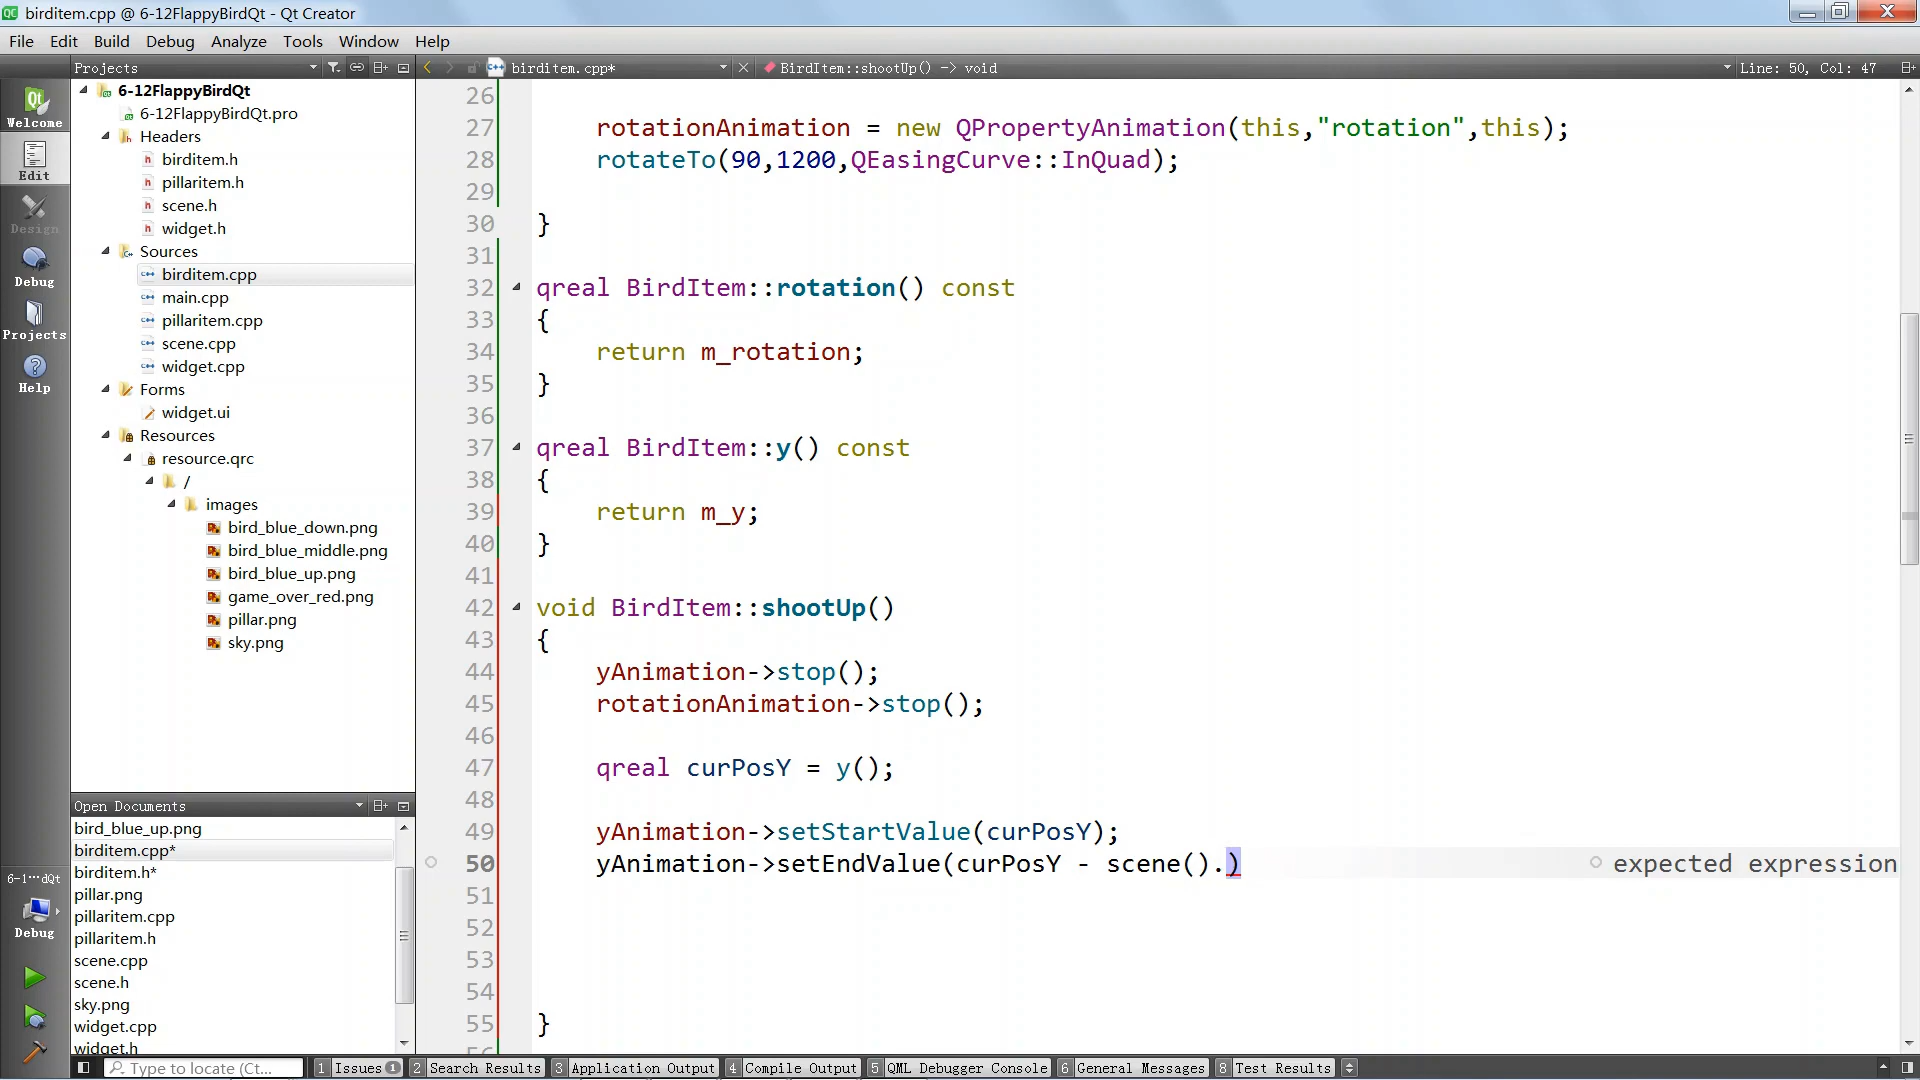 birditem.cpp @ 6-12FlappyBirdQt - Qt Creator
File Edit Build Debug Analyze Tools Window Help
Projects
birditem.cpp*
BirdItem::shootUp() -> void
Line: 50, Col: 47
Welcome
Edit
Design
Debug
Projects
Help
6-1···dQt
Debug
6-12FlappyBirdQt
6-12FlappyBirdQt.pro
Headers
birditem.h
pillaritem.h
scene.h
widget.h
Sources
birditem.cpp
main.cpp
pillaritem.cpp
scene.cpp
widget.cpp
Forms
widget.ui
Resources
resource.qrc
/
images
bird_blue_down.png
bird_blue_middle.png
bird_blue_up.png
game_over_red.png
pillar.png
sky.png
Open Documents
bird_blue_up.png
birditem.cpp*
birditem.h*
pillar.png
pillaritem.cpp
pillaritem.h
scene.cpp
scene.h
sky.png
widget.cpp
widget.h
26
27 rotationAnimation = new QPropertyAnimation(this,"rotation",this);
28 rotateTo(90,1200,QEasingCurve::InQuad);
29
30 }
31
32 qreal BirdItem::rotation() const
33 {
34 return m_rotation;
35 }
36
37 qreal BirdItem::y() const
38 {
39 return m_y;
40 }
41
42 void BirdItem::shootUp()
43 {
44 yAnimation->stop();
45 rotationAnimation->stop();
46
47 qreal curPosY = y();
48
49 yAnimation->setStartValue(curPosY);
50 yAnimation->setEndValue(curPosY - scene().) expected expression
51
52
53
54
55 }
Type to locate (Ct...
1 Issues 1
2 Search Results
3 Application Output
4 Compile Output
5 QML Debugger Console
6 General Messages
8 Test Results